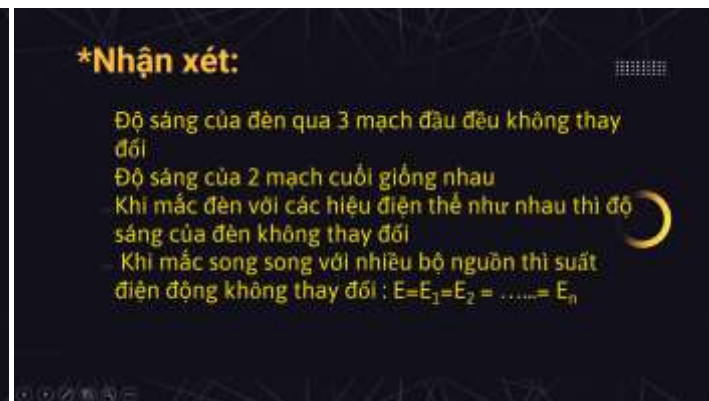 *Nhận xét:
Độ sáng của đèn qua 3 mạch đầu đều không thay
đổi
Độ sáng của 2 mạch cuối giống nhau
Khi mắc đèn với các hiệu điện thế như nhau thì độ
sáng của đèn không thay đổi
Khi mắc song song với nhiều bộ nguồn thì suất
điện động không thay đổi : E=E₁=E₂ = ......= Eₙ